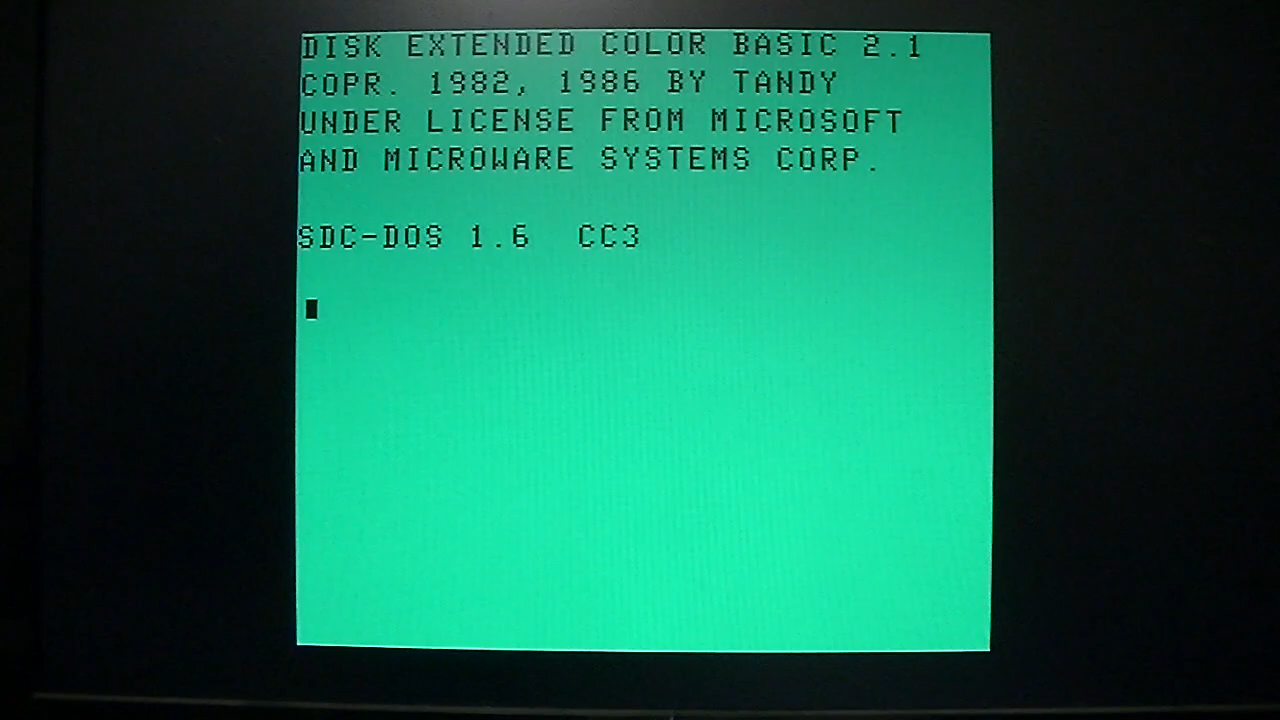 DISK EXTENDED COLOR BASIC 2.1
COPR. 1982, 1986 BY TANDY
UNDER LICENSE FROM MICROSOFT
AND MICROWARE SYSTEMS CORP.
SDC-DOS 1.6 CC3